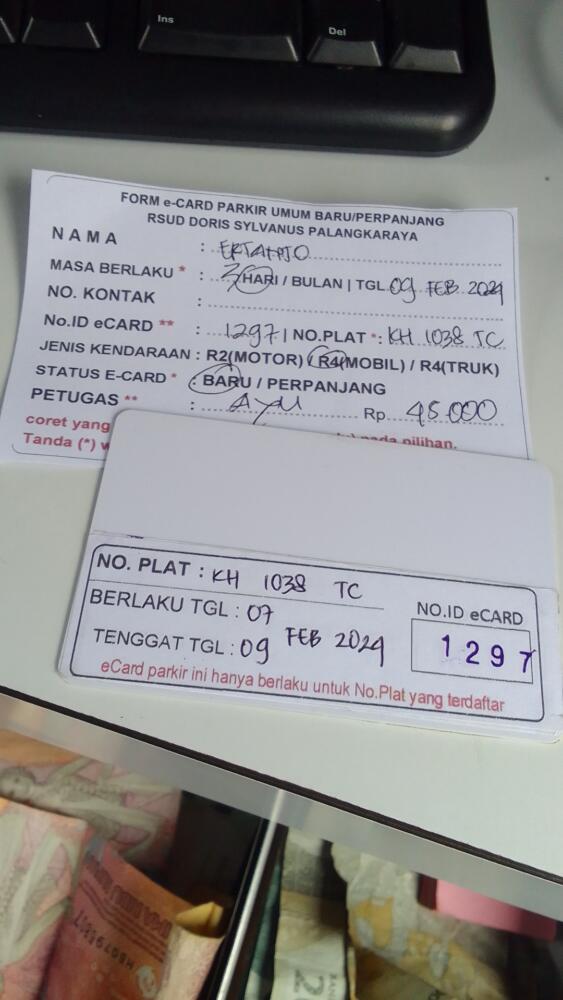 Ins
Del
FORM e-CARD PARKIR UMUM BARU/PERPANJANG
RSUD DORIS SYLVANUS PALANGKARAYA
NAMA :
MASA BERLAKU * : 3 HARI / BULAN | TGL 09 FEB 2024
NO. KONTAK :
No.ID eCARD ** : 1297 | NO.PLAT *: KH 1038 TC
JENIS KENDARAAN : R2(MOTOR) / R4(MOBIL) / R4(TRUK)
STATUS E-CARD * : BARU / PERPANJANG
PETUGAS ** : AYU Rp 45.000
coret yang pada pilihan.
Tanda (*) w
NO. PLAT : KH 1038 TC
BERLAKU TGL : 07
NO.ID eCARD
TENGGAT TGL : 09 FEB 2024
1297
eCard parkir ini hanya berlaku untuk No.Plat yang terdaftar